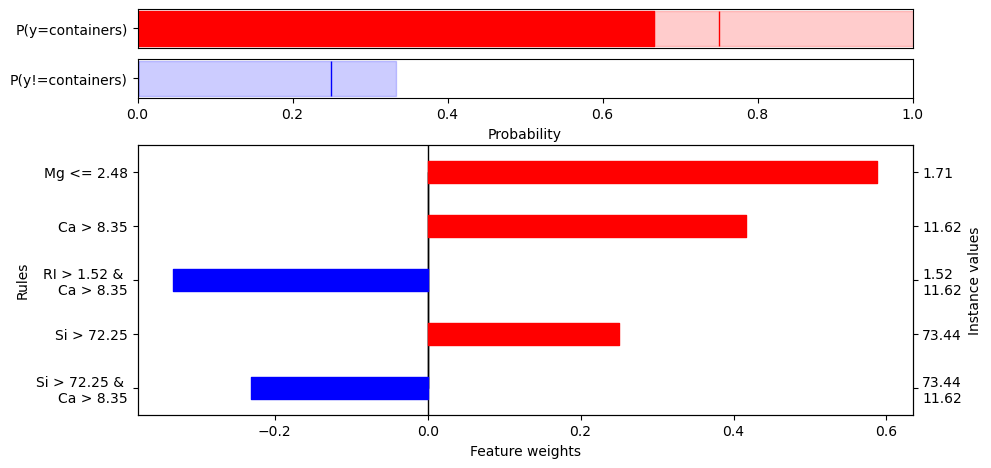 P(y=containers)
P(y!=containers)
0.0 0.2 0.4 0.6 0.8 1.0
Probability
Mg <= 2.48 1.71
Ca > 8.35 11.62
RI > 1.52 & 1.52
Ca > 8.35 11.62
Si > 72.25 73.44
Si > 72.25 & 73.44
Ca > 8.35 11.62
Rules
Instance values
−0.2 0.0 0.2 0.4 0.6
Feature weights